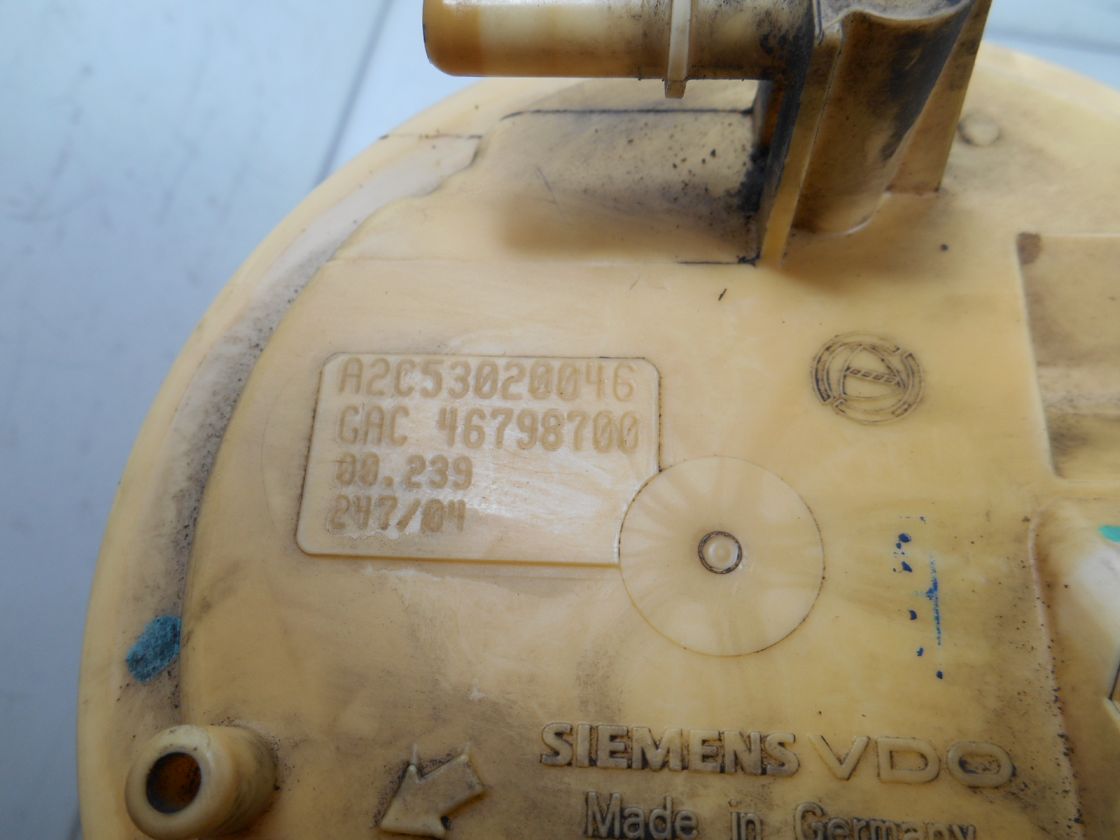 A2C53020046
GAC 46798700
00.239
247/04
SIEMENS VDO
Made in Germany